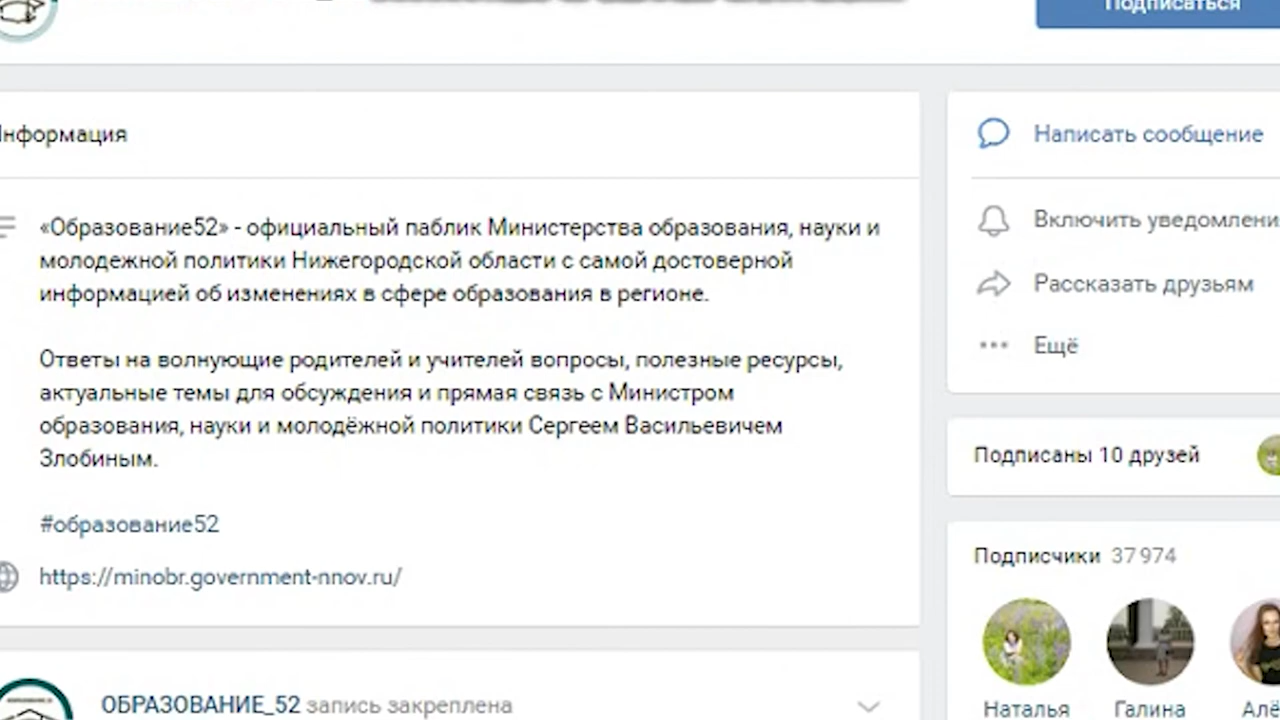 Подписаться
Информация
«Образование52» - официальный паблик Министерства образования, науки и
молодежной политики Нижегородской области с самой достоверной
информацией об изменениях в сфере образования в регионе.
Ответы на волнующие родителей и учителей вопросы, полезные ресурсы,
актуальные темы для обсуждения и прямая связь с Министром
образования, науки и молодёжной политики Сергеем Васильевичем
Злобиным.
#образование52
https://minobr.government-nnov.ru/
ОБРАЗОВАНИЕ_52 запись закреплена
Написать сообщение
Включить уведомлени
Рассказать друзьям
Ещё
Подписаны 10 друзей
Подписчики 37 974
Наталья
Галина
Алё